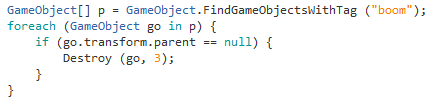 GameObject[] p = GameObject.FindGameObjectsWithTag ("boom");
foreach (GameObject go in p) {
    if (go.transform.parent == null) {
        Destroy (go, 3);
    }
}